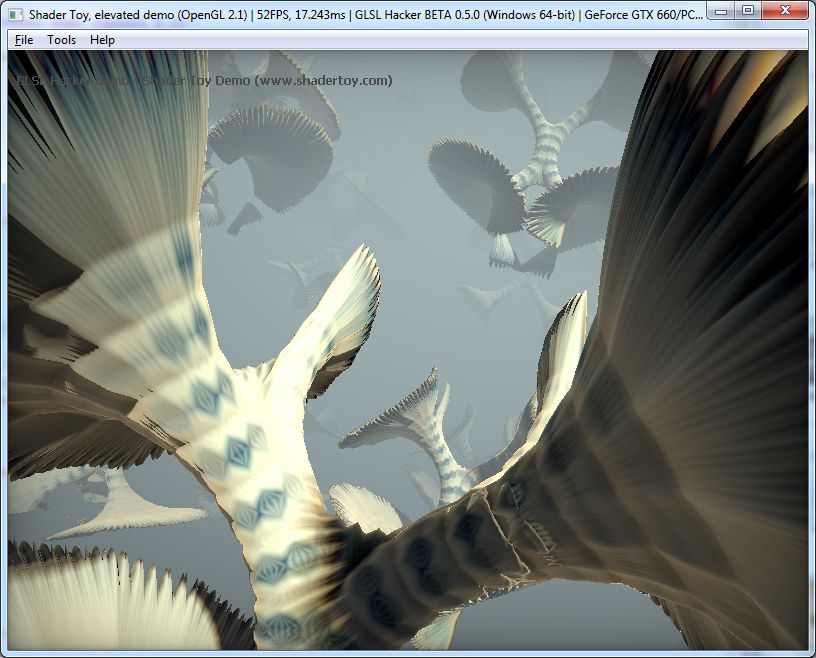 Shader Toy, elevated demo (OpenGL 2.1) | 52FPS, 17.243ms | GLSL Hacker BETA 0.5.0 (Windows 64-bit) | GeForce GTX 660/PC...
File Tools Help
GLSL Hacker demo - Shader Toy Demo (www.shadertoy.com)